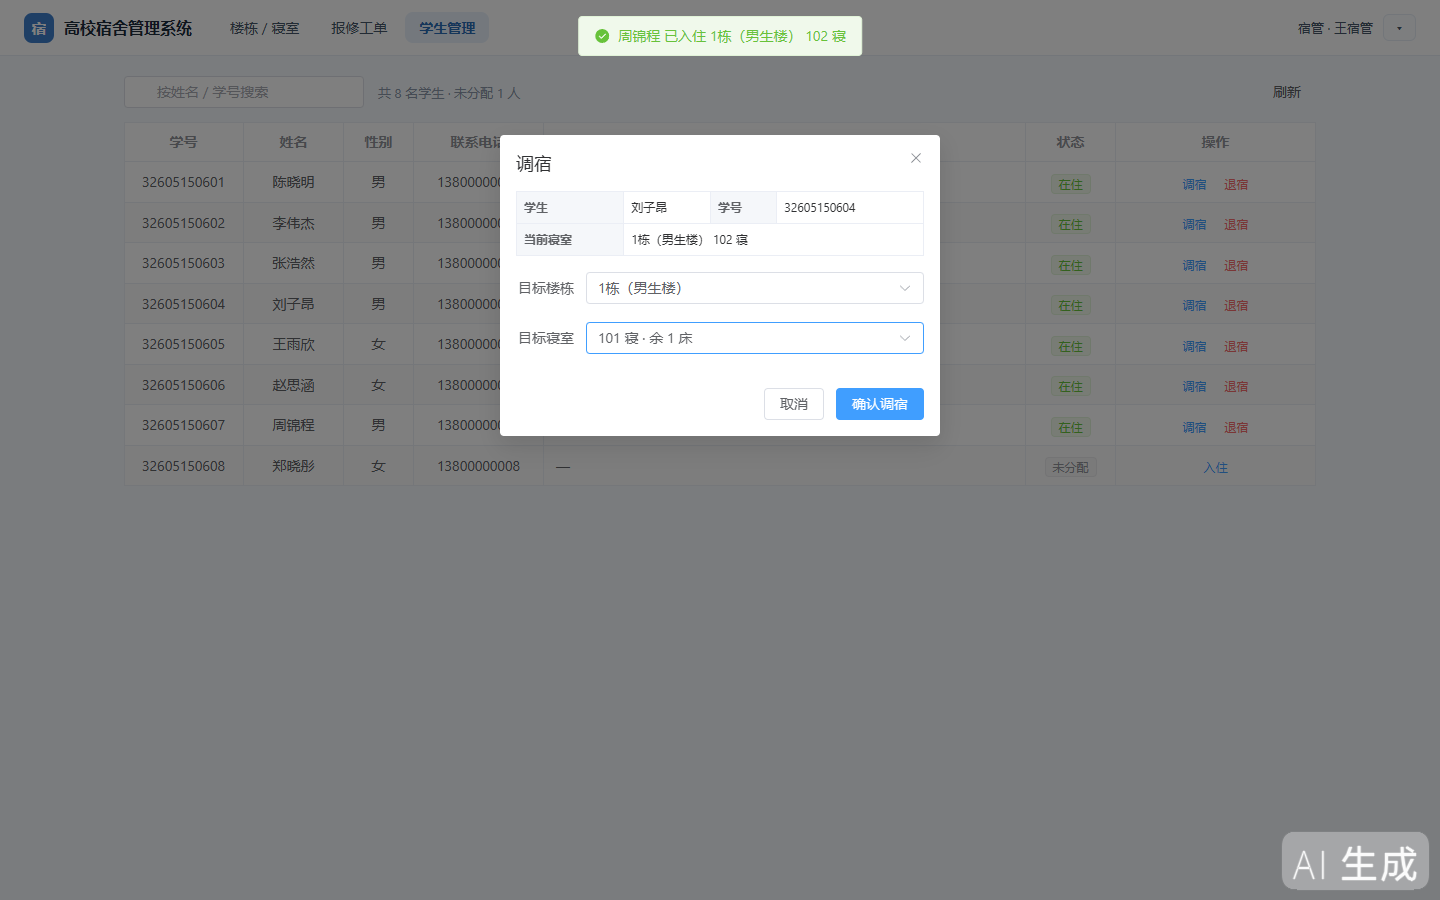 宿 高校宿舍管理系统 楼栋 / 寝室 报修工单 学生管理 周锦程 已入住 1栋（男生楼） 102 寝 宿管 · 王宿管
按姓名 / 学号搜索 共 8 名学生 · 未分配 1 人 刷新
学号 姓名 性别 联系电话 状态 操作
32605150601 陈晓明 男 13800000 在住 调宿 退宿
32605150602 李伟杰 男 13800000 在住 调宿 退宿
32605150603 张浩然 男 13800000 在住 调宿 退宿
32605150604 刘子昂 男 13800000 在住 调宿 退宿
32605150605 王雨欣 女 13800000 在住 调宿 退宿
32605150606 赵思涵 女 13800000 在住 调宿 退宿
32605150607 周锦程 男 13800000 在住 调宿 退宿
32605150608 郑晓彤 女 13800000008 — 未分配 入住
调宿
学生 刘子昂 学号 32605150604
当前寝室 1栋（男生楼） 102 寝
目标楼栋 1栋（男生楼）
目标寝室 101 寝 · 余 1 床
取消 确认调宿
AI 生成